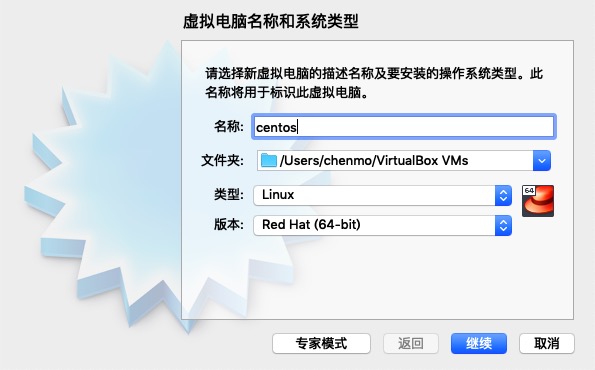 虚拟电脑名称和系统类型
请选择新虚拟电脑的描述名称及要安装的操作系统类型。此
名称将用于标识此虚拟电脑。
名称: centos
文件夹: /Users/chenmo/VirtualBox VMs
类型: Linux
64
版本: Red Hat (64-bit)
专家模式 返回 继续 取消